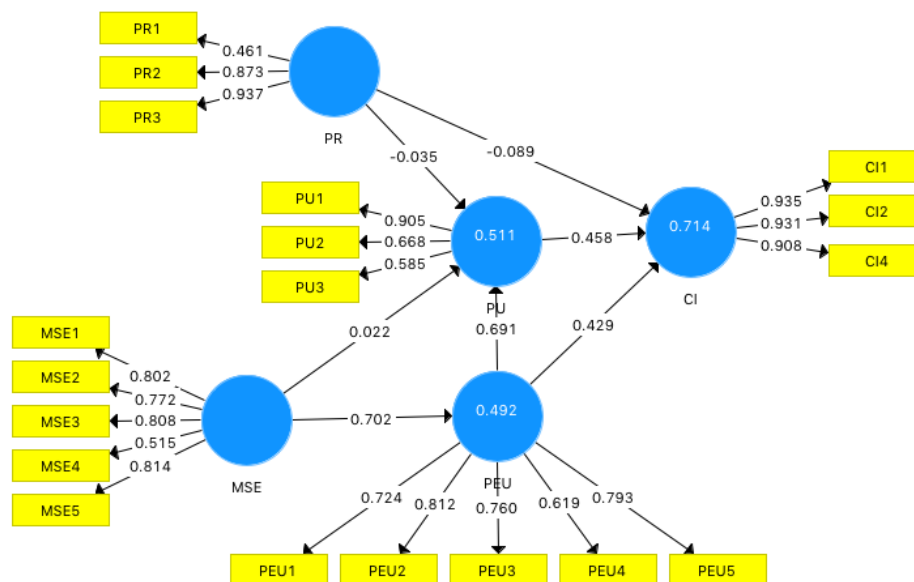 PR1
0.461
PR2
0.873
PR3
0.937
PR
-0.035
-0.089
PU1
0.905
PU2
0.668
PU3
0.585
0.511
PU
0.458
0.714
CI
0.935
CI1
0.931
CI2
0.908
CI4
0.022
0.691
0.429
MSE1
0.802
MSE2
0.772
MSE3
0.808
MSE4
0.515
MSE5
0.814
MSE
0.702
0.492
PEU
0.724
0.812
0.760
0.619
0.793
PEU1
PEU2
PEU3
PEU4
PEU5